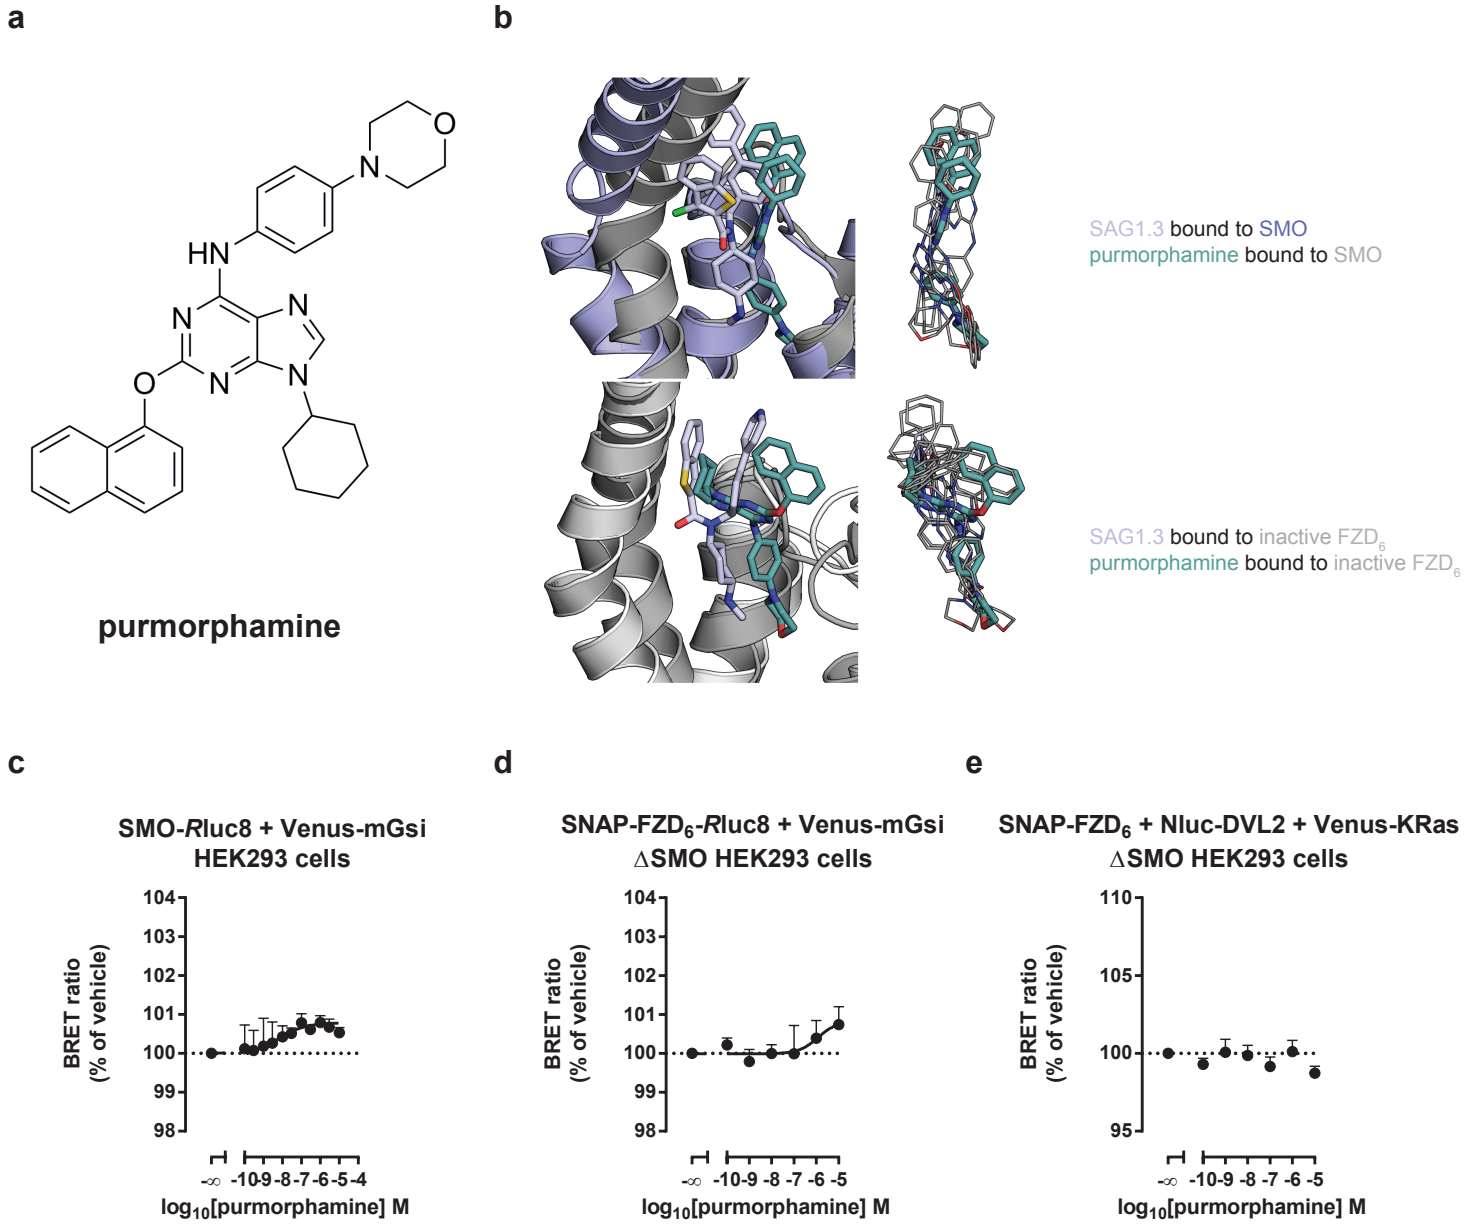 a
b
O
N
HN
N
N
N
N
O
purmorphamine
SAG1.3 bound to SMO
purmorphamine bound to SMO
SAG1.3 bound to inactive FZD6
purmorphamine bound to inactive FZD6
c
d
e
SMO-Rluc8 + Venus-mGsi
HEK293 cells
104
103
102
101
100
99
98
BRET ratio
(% of vehicle)
-∞ -10 -9 -8 -7 -6 -5 -4
log10[purmorphamine] M
SNAP-FZD6-Rluc8 + Venus-mGsi
ΔSMO HEK293 cells
104
103
102
101
100
99
98
BRET ratio
(% of vehicle)
-∞ -10 -9 -8 -7 -6 -5
log10[purmorphamine] M
SNAP-FZD6 + Nluc-DVL2 + Venus-KRas
ΔSMO HEK293 cells
110
105
100
95
BRET ratio
(% of vehicle)
-∞ -10 -9 -8 -7 -6 -5
log10[purmorphamine] M